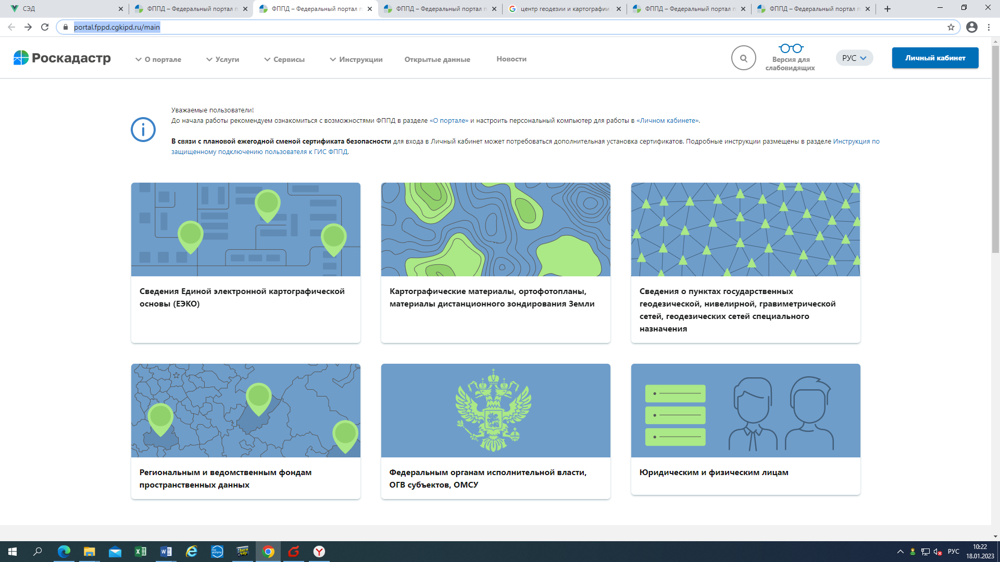 СЭД
ФППД – Федеральный портал п
ФППД – Федеральный портал п
ФППД – Федеральный портал п
центр геодезии и картографии
ФППД – Федеральный портал п
ФППД – Федеральный портал п
portal.fppd.cgkipd.ru/main
Роскадастр
О портале
Услуги
Сервисы
Инструкции
Открытые данные
Новости
Версия для
слабовидящих
РУС
Личный кабинет
Уважаемые пользователи!
До начала работы рекомендуем ознакомиться с возможностями ФППД в разделе «О портале» и настроить персональный компьютер для работы в «Личном кабинете».
В связи с плановой ежегодной сменой сертификата безопасности для входа в Личный кабинет может потребоваться дополнительная установка сертификатов. Подробные инструкции размещены в разделе Инструкция по
защищенному подключению пользователя к ГИС ФППД.
Сведения Единой электронной картографической
основы (ЕЭКО)
Картографические материалы, ортофотопланы,
материалы дистанционного зондирования Земли
Сведения о пунктах государственных
геодезической, нивелирной, гравиметрической
сетей, геодезических сетей специального
назначения
Региональным и ведомственным фондам
пространственных данных
Федеральным органам исполнительной власти,
ОГВ субъектов, ОМСУ
Юридическим и физическим лицам
РУС
10:22
18.01.2023